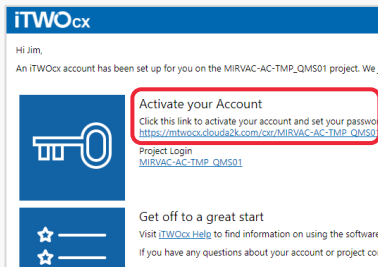 iTWOcx
Hi Jim,
An iTWOcx account has been set up for you on the MIRVAC-AC-TMP_QMS01 project. We
Activate your Account
Click this link to activate your account and set your passwor
https://mtwocx.clouda2k.com/cxr/MIRVAC-AC-TMP_QMS01
Project Login
MIRVAC-AC-TMP_QMS01
Get off to a great start
Visit iTWOcx Help to find information on using the software
If you have any questions about your account or project co